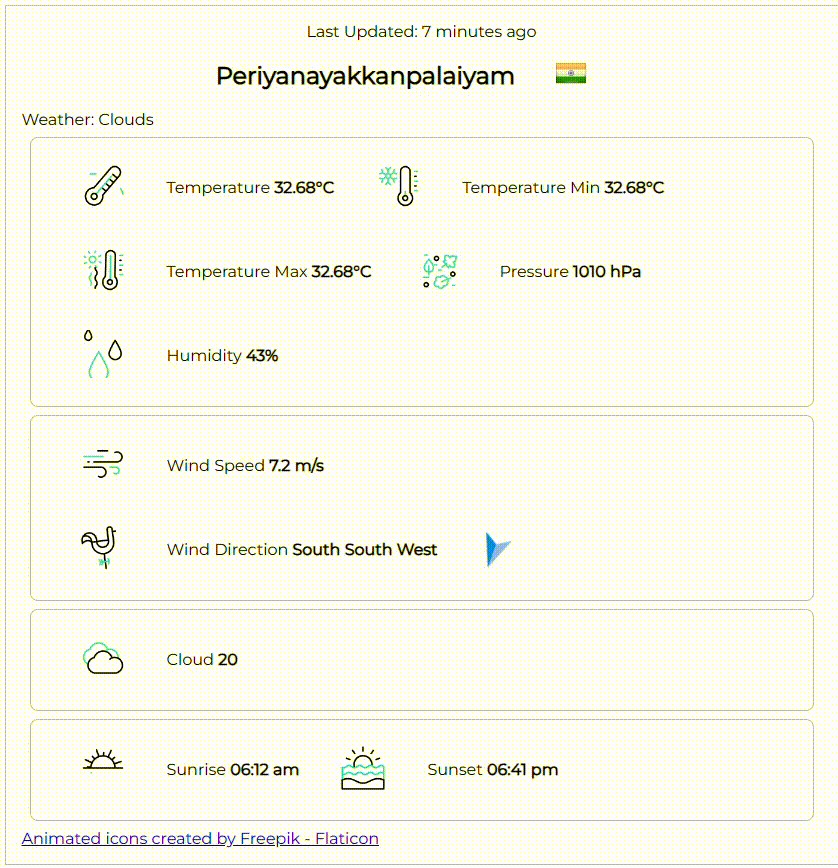 Last Updated: 7 minutes ago
Periyanayakkanpalaiyam
Weather: Clouds
Temperature 32.68°C Temperature Min 32.68°C
Temperature Max 32.68°C Pressure 1010 hPa
Humidity 43%
Wind Speed 7.2 m/s
Wind Direction South South West
Cloud 20
Sunrise 06:12 am Sunset 06:41 pm
Animated icons created by Freepik - Flaticon